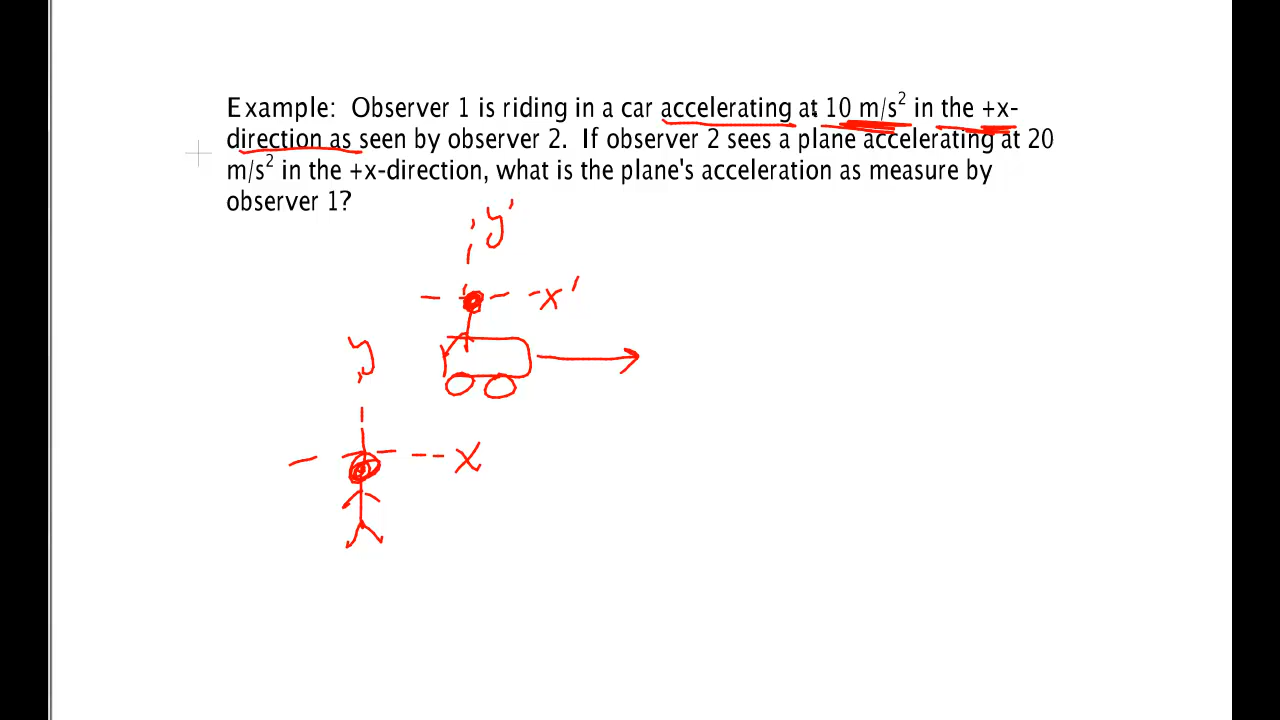 Example: Observer 1 is riding in a car accelerating at 10 m/s² in the +x-
direction as seen by observer 2. If observer 2 sees a plane accelerating at 20
m/s² in the +x-direction, what is the plane's acceleration as measure by
observer 1?
y'
x'
y
x